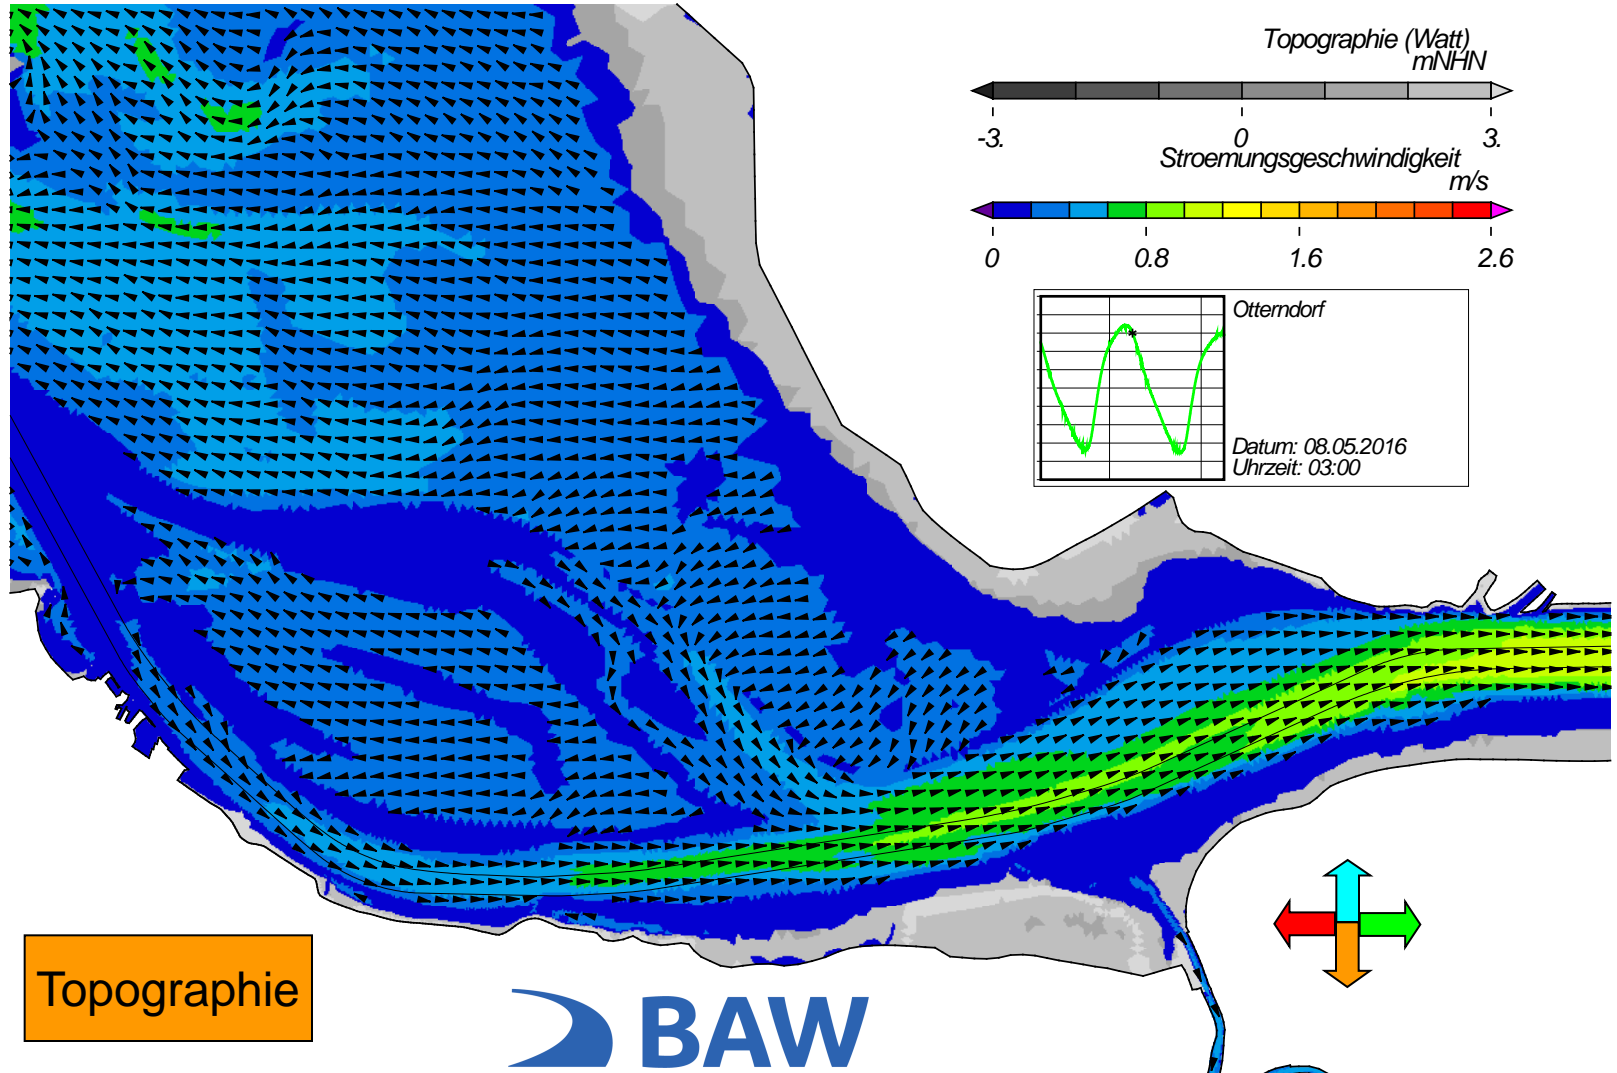 Topographie (Watt)
mNHN
-3. 0 3.
Stroemungsgeschwindigkeit
m/s
0 0.8 1.6 2.6
Otterndorf
Datum: 08.05.2016
Uhrzeit: 03:00
Topographie
BAW